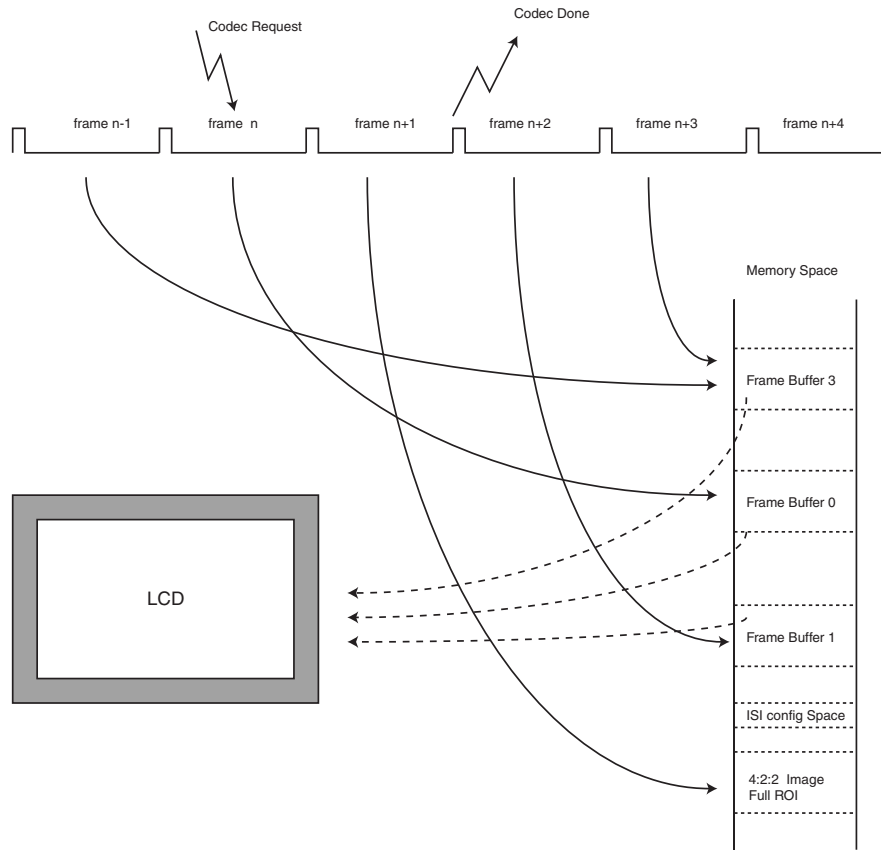 Codec Request
Codec Done
frame n-1
frame n
frame n+1
frame n+2
frame n+3
frame n+4
Memory Space
Frame Buffer 3
Frame Buffer 0
LCD
Frame Buffer 1
ISI config Space
4:2:2 Image
Full ROI